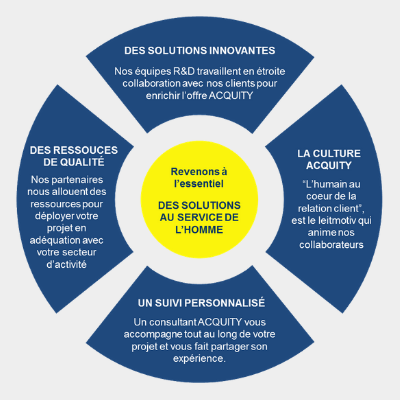 DES SOLUTIONS INNOVANTES
Nos équipes R&D travaillent en étroite
collaboration avec nos clients pour
enrichir l'offre ACQUITY
DES RESSOUCES
DE QUALITÉ
Nos partenaires
nous allouent des
ressources pour
déployer votre
projet en
adéquation avec
votre secteur
d'activité
Revenons à
l'essentiel
DES SOLUTIONS
AU SERVICE DE
L'HOMME
LA CULTURE
ACQUITY
"L'humain au
coeur de la
relation client",
est le leitmotiv qui
anime nos
collaborateurs
UN SUIVI PERSONNALISÉ
Un consultant ACQUITY vous
accompagne tout au long de votre
projet et vous fait partager son
expérience.